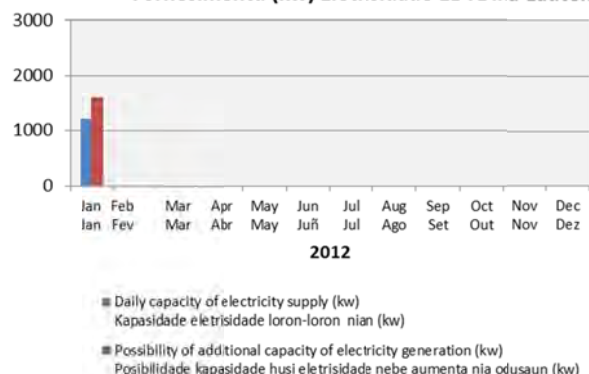 3000
2000
1000
0
Jan Feb Mar Apr May Jun Jul Aug Sep Oct Nov Dec
Jan Fev Mar Abr May Juñ Jul Ago Set Out Nov Dez
2012
Daily capacity of electricity supply (kw)
Kapasidade eletrisidade loron-loron nian (kw)
Possibility of additional capacity of electricity generation (kw)
Posibilidade kapasidade husi eletrisidade nebe aumenta nia odusaun (kw)